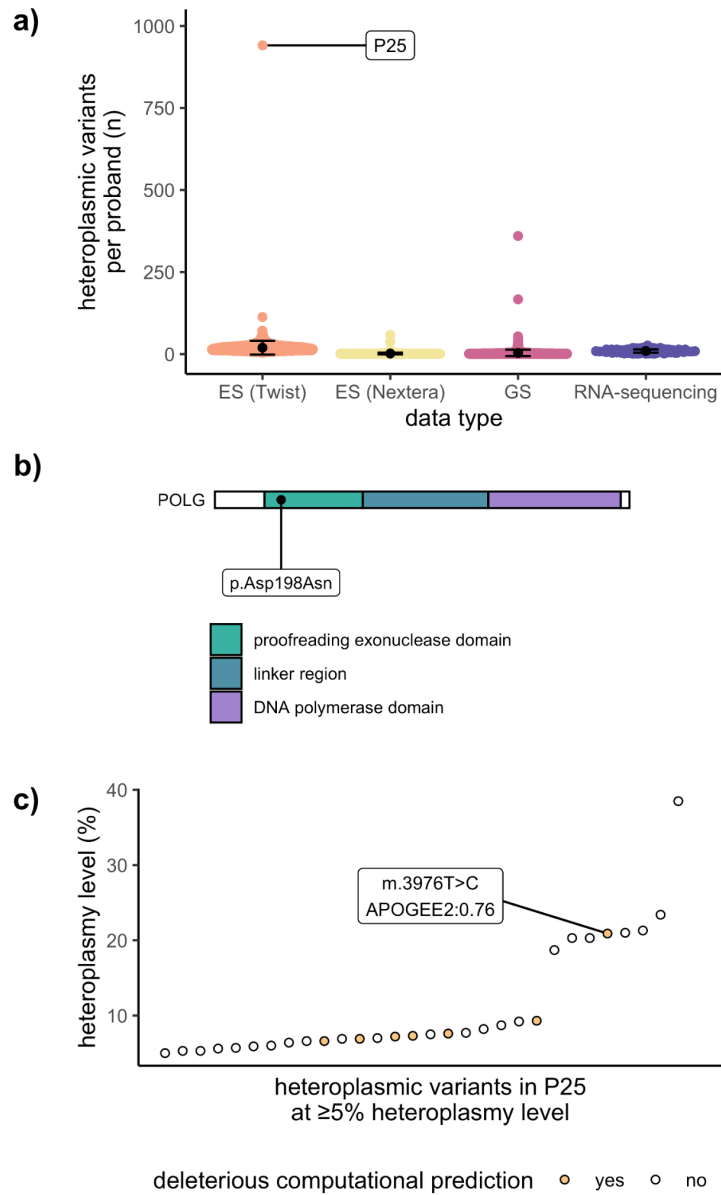 a)
heteroplasmic variants
per proband (n)
1000
750
500
250
0
P25
ES (Twist)
ES (Nextera)
GS
RNA-sequencing
data type
b)
POLG
p.Asp198Asn
proofreading exonuclease domain
linker region
DNA polymerase domain
c)
heteroplasmy level (%)
40
30
20
10
m.3976T>C
APOGEE2:0.76
heteroplasmic variants in P25
at ≥5% heteroplasmy level
deleterious computational prediction yes no